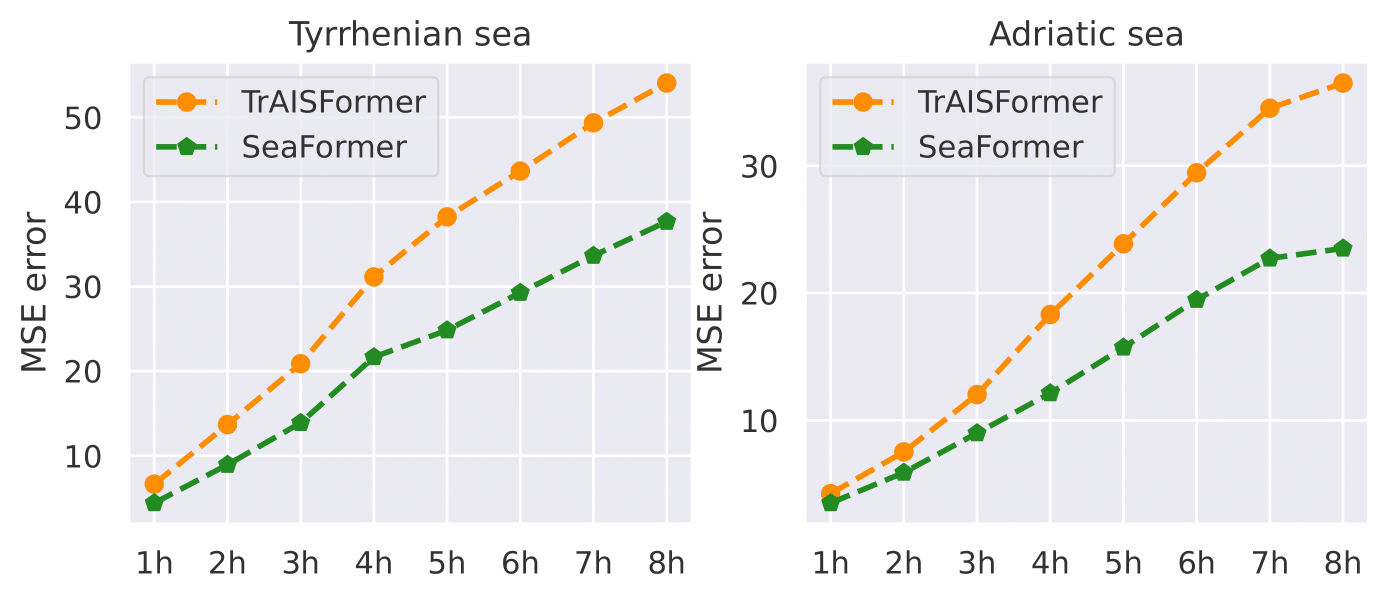 Tyrrhenian sea
TrAISFormer
SeaFormer
MSE error
50
40
30
20
10
1h 2h 3h 4h 5h 6h 7h 8h
Adriatic sea
TrAISFormer
SeaFormer
MSE error
30
20
10
1h 2h 3h 4h 5h 6h 7h 8h